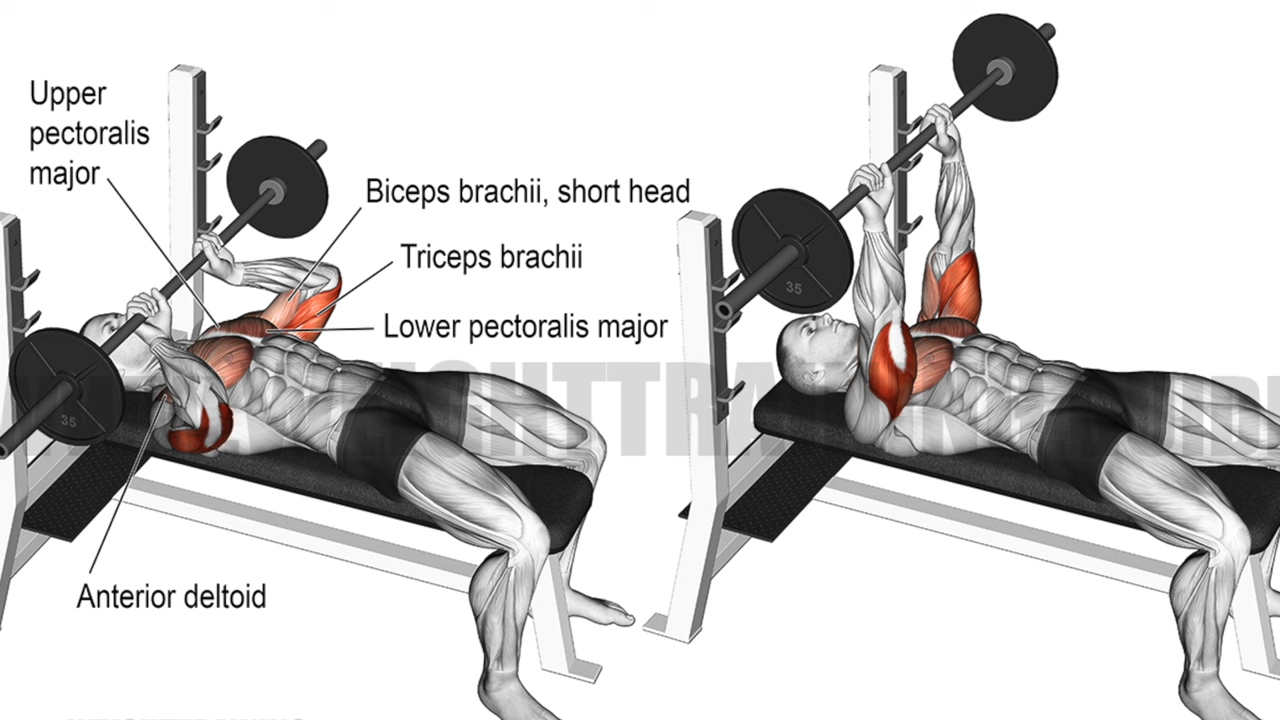 Upper
pectoralis
major
Biceps brachii, short head
Triceps brachii
Lower pectoralis major
35
35
Anterior deltoid